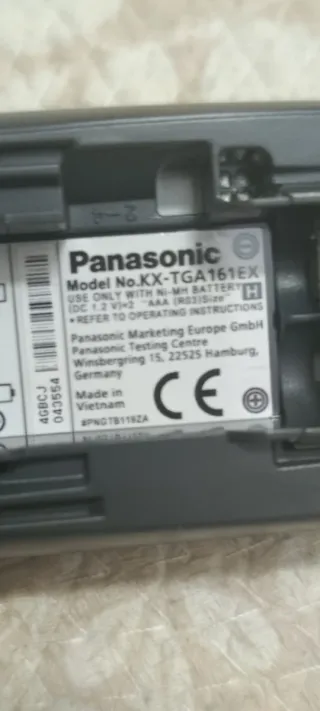 Panasonic
Model No.KX-TGA161EX
USE ONLY WITH Ni-MH BATTERY
(DC 1.2 V)×2 "AAA (R03)Size" H
* REFER TO OPERATING INSTRUCTIONS
Panasonic Marketing Europe GmbH
Panasonic Testing Centre
Winsbergring 15, 22525 Hamburg,
Germany
Made in
Vietnam
CE
4GBCJ
043554